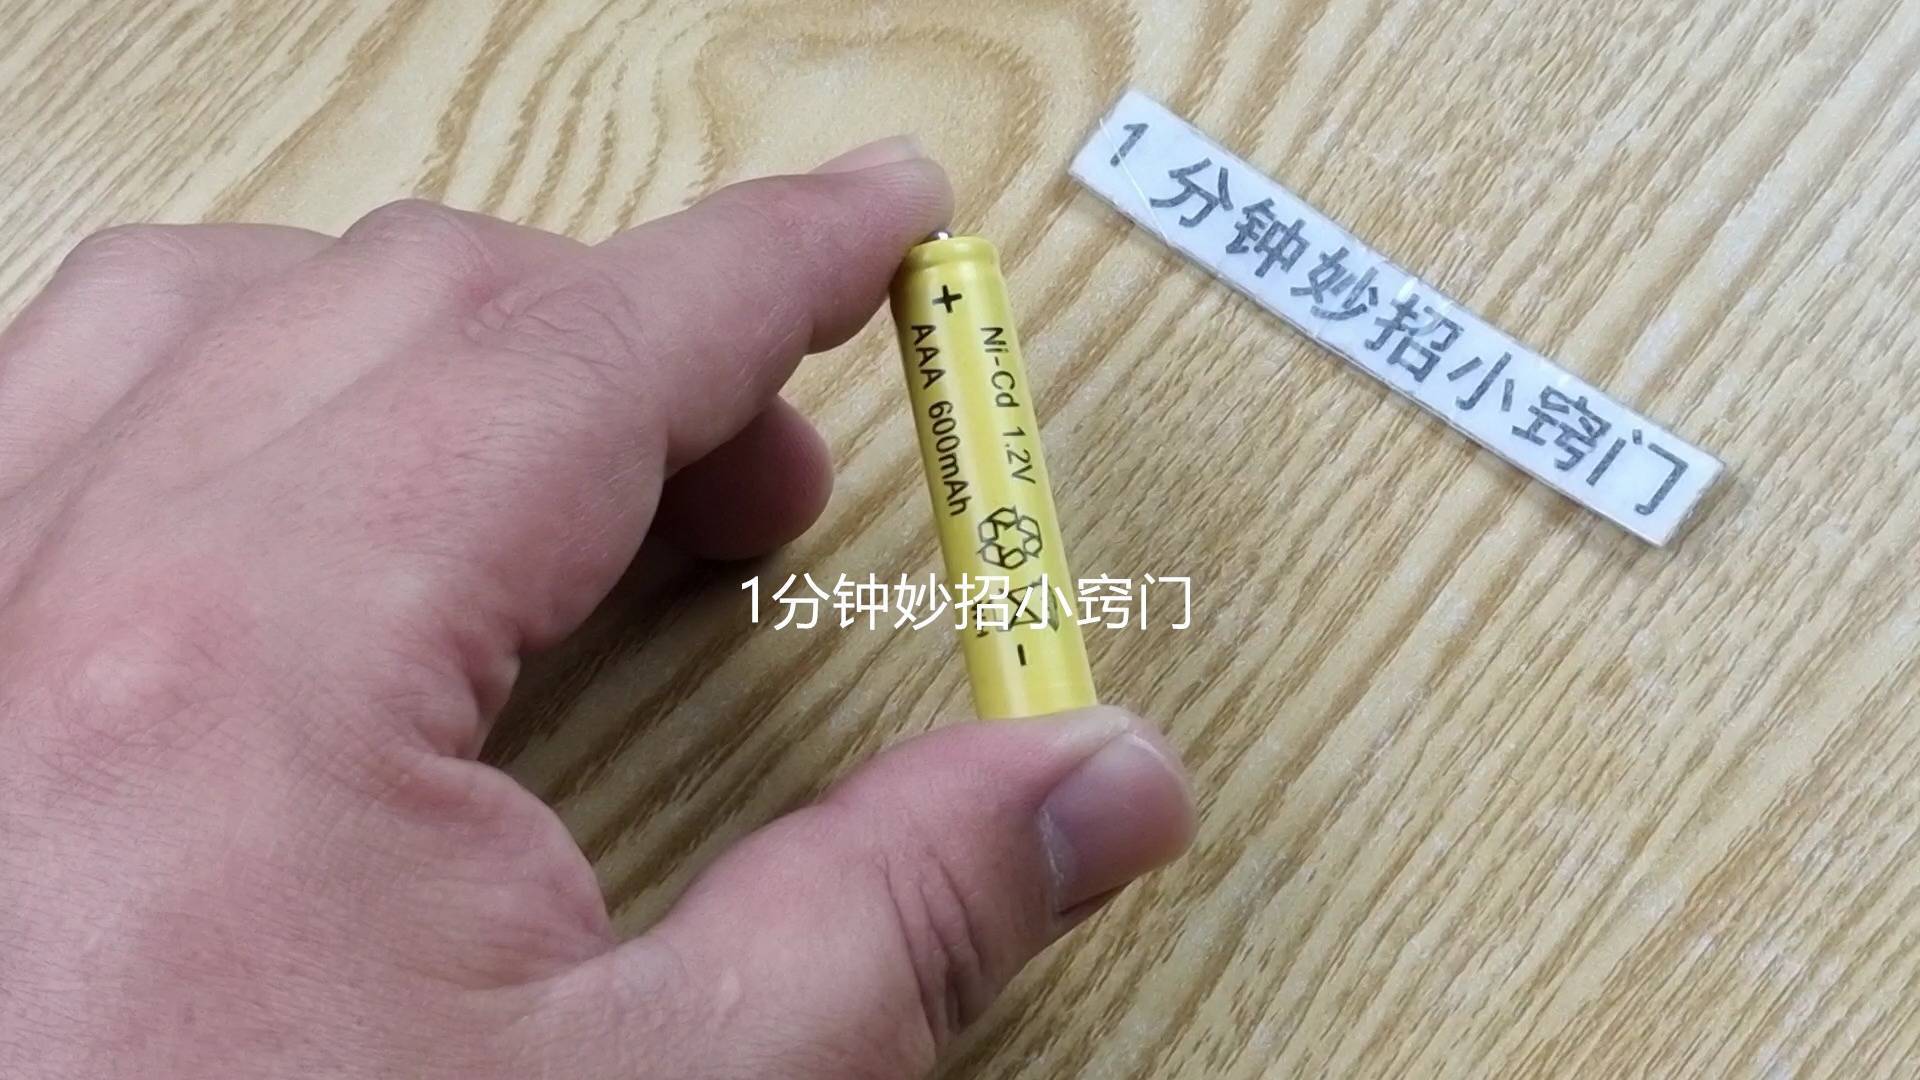 1分钟妙招小窍门
+
Ni-Cd 1.2V
AAA 600mAh
-
1分钟妙招小窍门